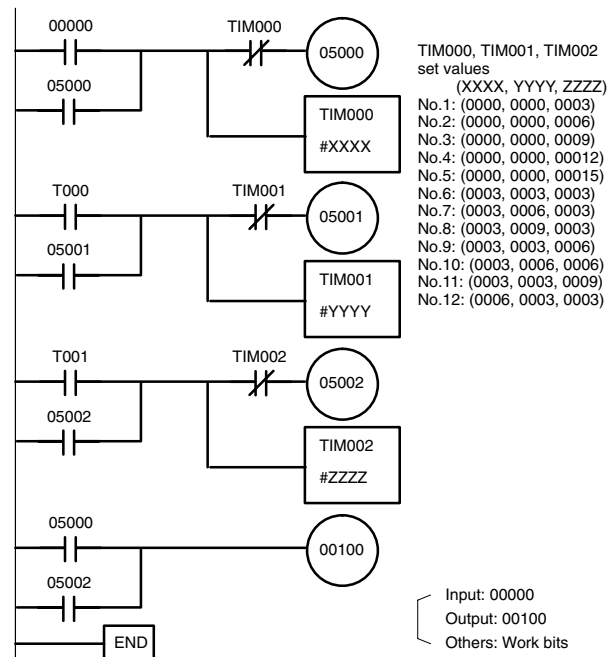 00000
TIM000
05000
05000
TIM000
#XXXX
T000
TIM001
05001
05001
TIM001
#YYYY
T001
TIM002
05002
05002
TIM002
#ZZZZ
05000
00100
05002
END
TIM000, TIM001, TIM002
set values
(XXXX, YYYY, ZZZZ)
No.1: (0000, 0000, 0003)
No.2: (0000, 0000, 0006)
No.3: (0000, 0000, 0009)
No.4: (0000, 0000, 00012)
No.5: (0000, 0000, 00015)
No.6: (0003, 0003, 0003)
No.7: (0003, 0006, 0003)
No.8: (0003, 0009, 0003)
No.9: (0003, 0003, 0006)
No.10: (0003, 0006, 0006)
No.11: (0003, 0003, 0009)
No.12: (0006, 0003, 0003)
Input: 00000
Output: 00100
Others: Work bits